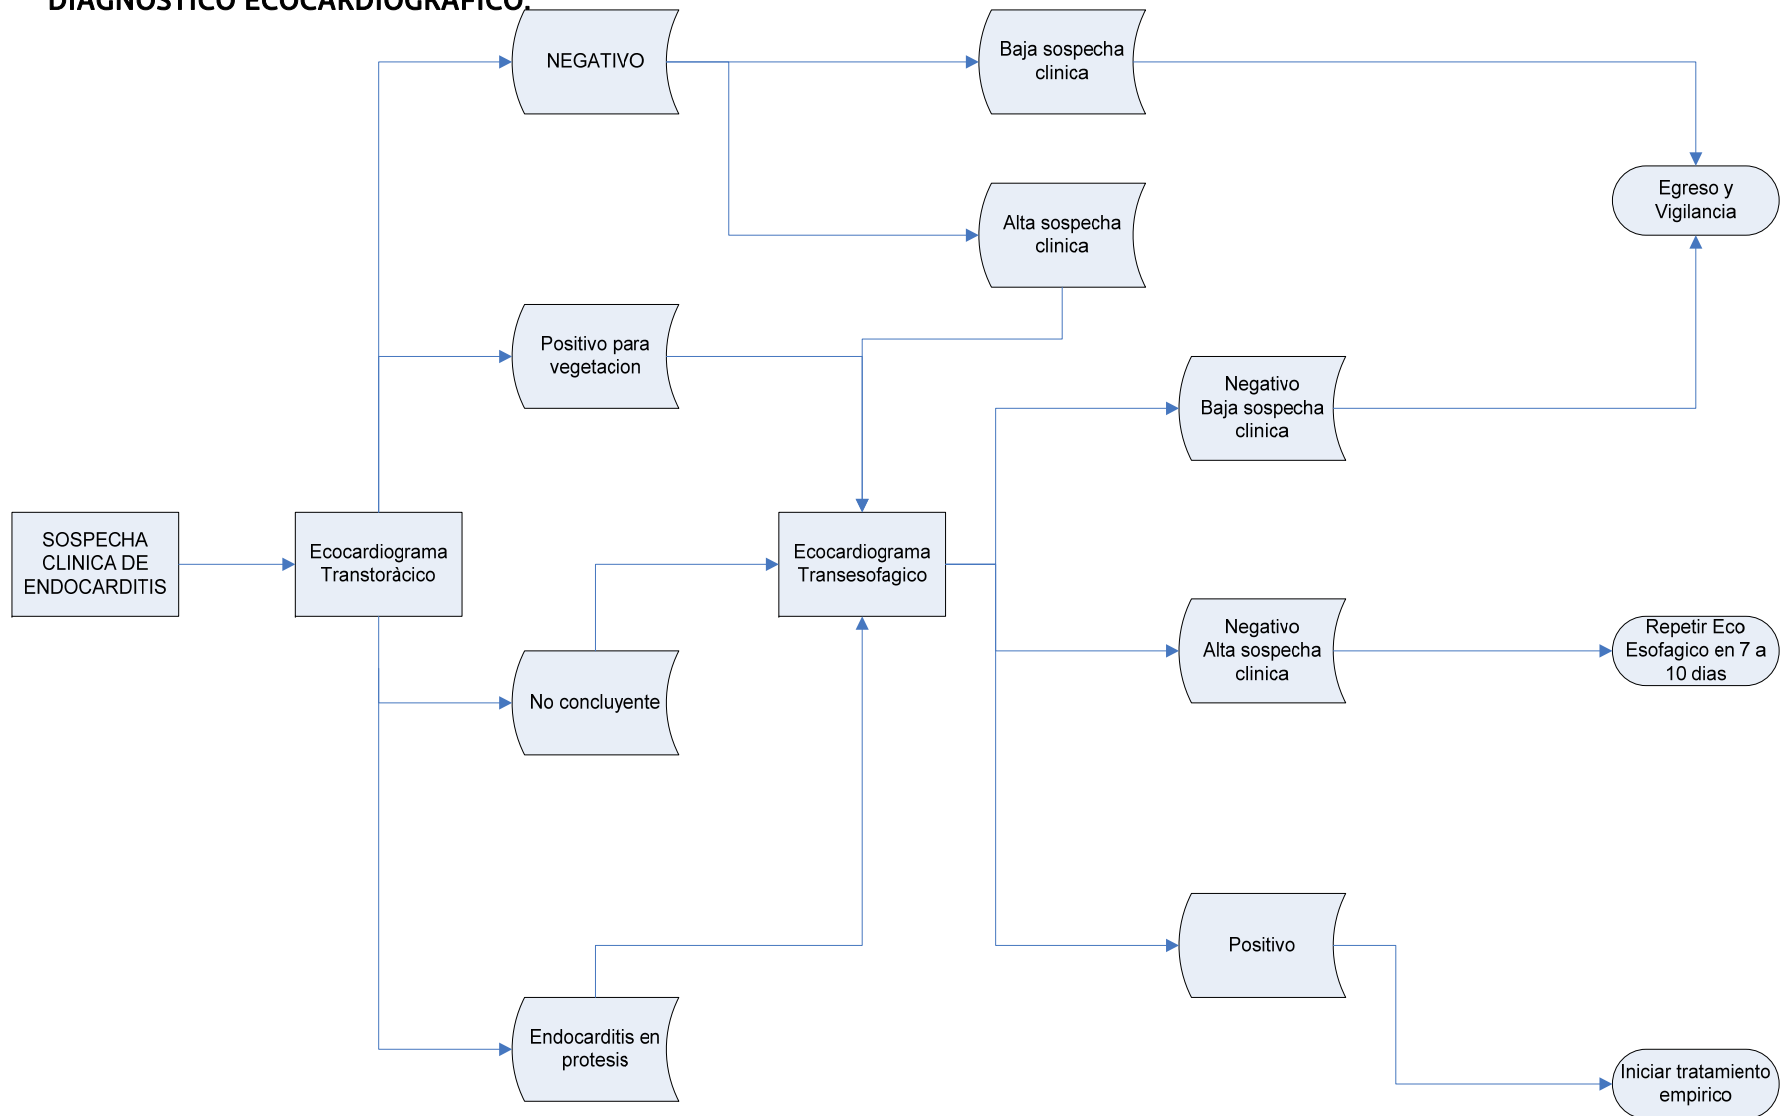 DIAGNOSTICO ECOCARDIOGRAFICO.
NEGATIVO
Baja sospecha
clinica
Egreso y
Vigilancia
Alta sospecha
clinica
Positivo para
vegetacion
Negativo
Baja sospecha
clinica
SOSPECHA
CLINICA DE
ENDOCARDITIS
Ecocardiograma
Transtoràcico
Ecocardiograma
Transesofagico
Negativo
Alta sospecha
clinica
Repetir Eco
Esofagico en 7 a
10 dias
No concluyente
Positivo
Endocarditis en
protesis
Iniciar tratamiento
empirico